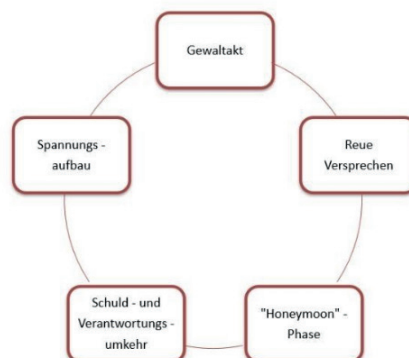 Gewaltakt
Reue
Versprechen
"Honeymoon" -
Phase
Schuld - und
Verantwortungs -
umkehr
Spannungs -
aufbau